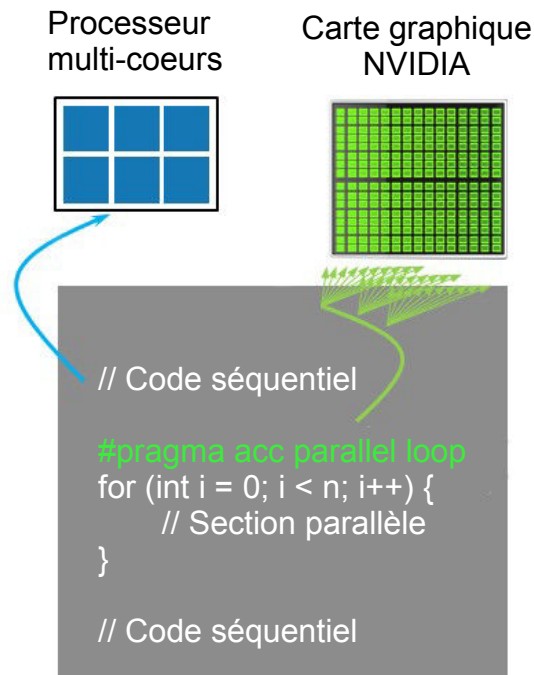 Processeur
multi-coeurs
Carte graphique
NVIDIA
// Code séquentiel
#pragma acc parallel loop
for (int i = 0; i < n; i++) {
// Section parallèle
}
// Code séquentiel